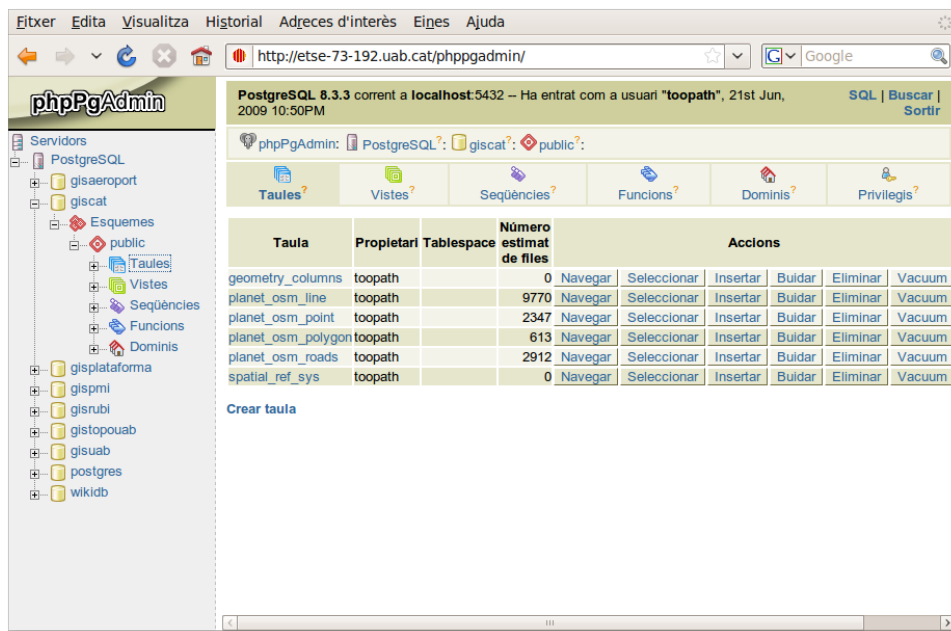 Fitxer Edita Visualitza Historial Adreces d'interès Eines Ajuda
http://etse-73-192.uab.cat/phppgadmin/
G Google
phpPgAdmin
Servidors
PostgreSQL
gisaeroport
giscat
Esquemes
public
Taules
Vistes
Seqüències
Funcions
Dominis
gisplataforma
gispmi
gisrubi
gistopouab
gisuab
postgres
wikidb
PostgreSQL 8.3.3 corrent a localhost:5432 -- Ha entrat com a usuari "toopath", 21st Jun, 2009 10:50PM
SQL | Buscar | Sortir
phpPgAdmin: PostgreSQL?: giscat?: public?:
Taules? Vistes? Seqüències? Funcions? Dominis? Privilegis?
Taula Propietari Tablespace Número estimat de files Accions
geometry_columns toopath 0 Navegar Seleccionar Insertar Buidar Eliminar Vacuum
planet_osm_line toopath 9770 Navegar Seleccionar Insertar Buidar Eliminar Vacuum
planet_osm_point toopath 2347 Navegar Seleccionar Insertar Buidar Eliminar Vacuum
planet_osm_polygon toopath 613 Navegar Seleccionar Insertar Buidar Eliminar Vacuum
planet_osm_roads toopath 2912 Navegar Seleccionar Insertar Buidar Eliminar Vacuum
spatial_ref_sys toopath 0 Navegar Seleccionar Insertar Buidar Eliminar Vacuum
Crear taula